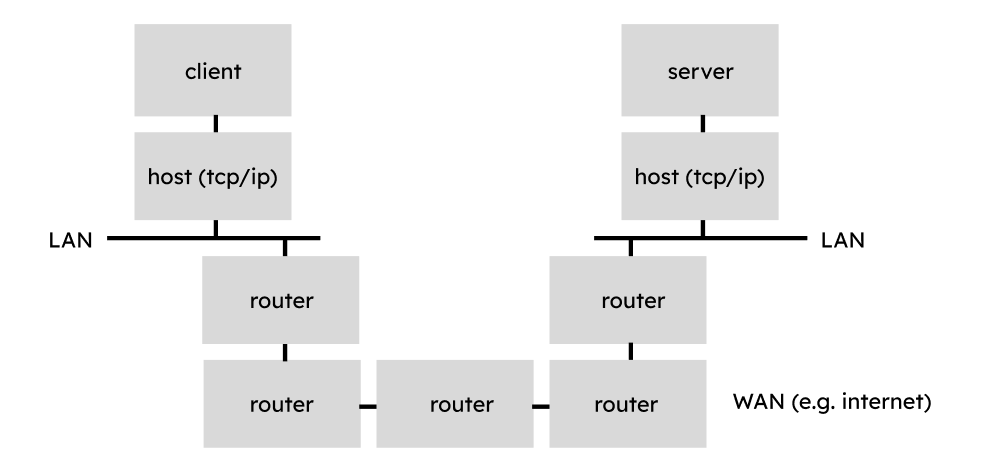 client
server
host (tcp/ip)
host (tcp/ip)
LAN
LAN
router
router
router
router
router
WAN (e.g. internet)